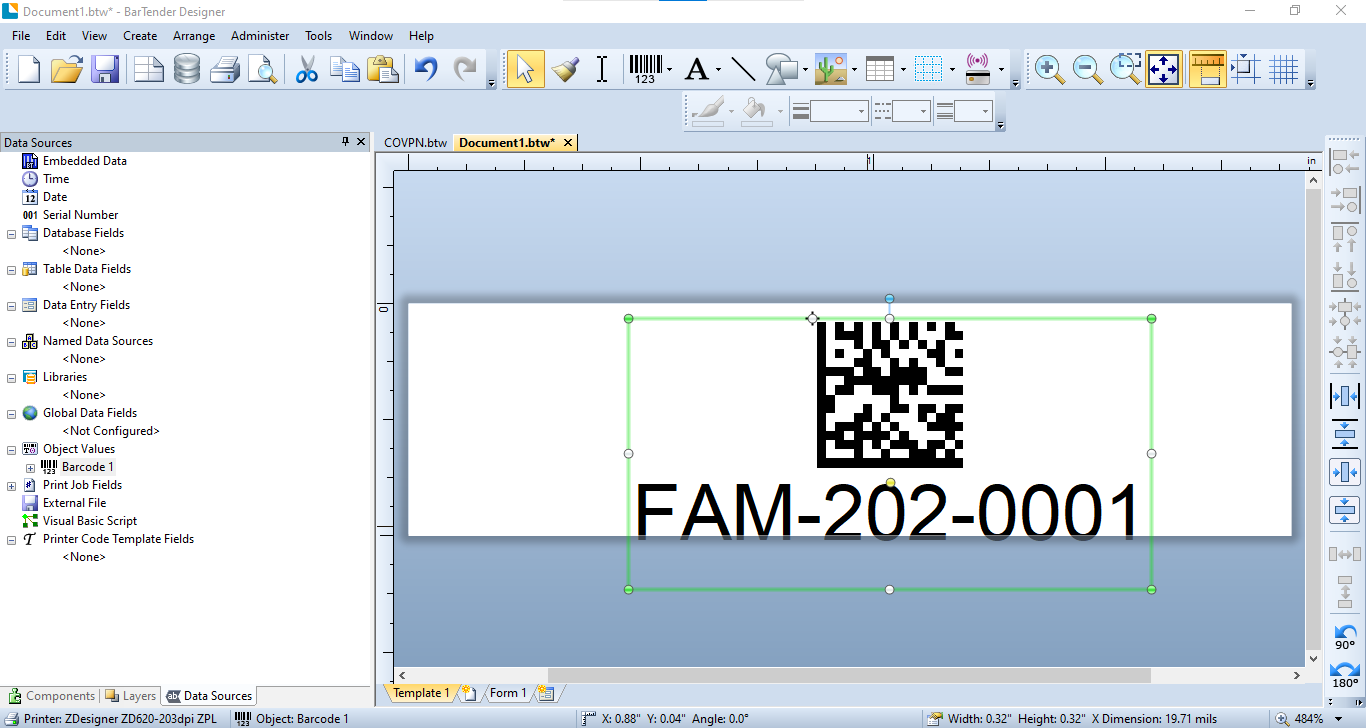 Document1.btw* - BarTender Designer
File Edit View Create Arrange Administer Tools Window Help
123
Data Sources
COVPN.btw Document1.btw*
Embedded Data
Time
12 Date
001 Serial Number
Database Fields
<None>
Table Data Fields
<None>
Data Entry Fields
<None>
Named Data Sources
<None>
Libraries
<None>
Global Data Fields
<Not Configured>
Object Values
123 Barcode 1
Print Job Fields
External File
Visual Basic Script
Printer Code Template Fields
<None>
1 in
0
FAM-202-0001
90°
180°
Components Layers Data Sources
Template 1 Form 1
Printer: ZDesigner ZD620-203dpi ZPL Object: Barcode 1 X: 0.88" Y: 0.04" Angle: 0.0° Width: 0.32" Height: 0.32" X Dimension: 19.71 mils 484%